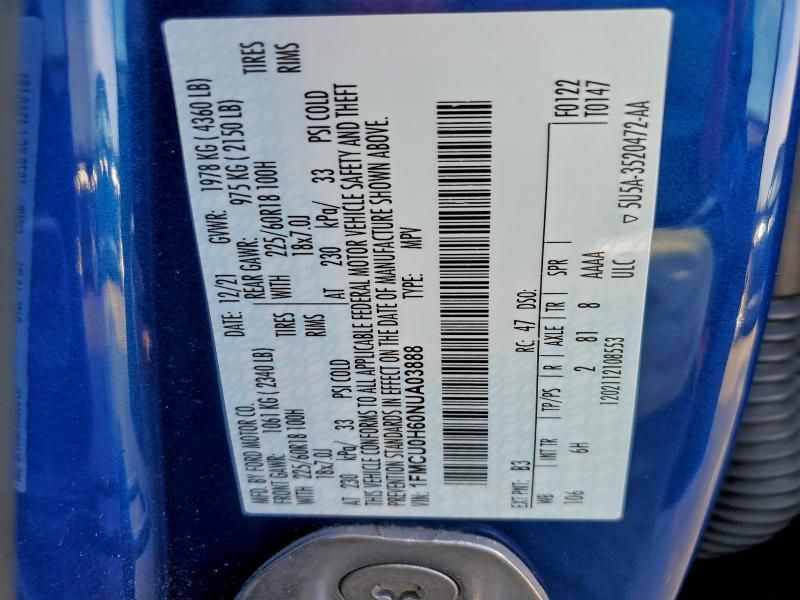 MFD. BY FORD MOTOR CO.
DATE: 12/21 GVWR: 1978 KG ( 4360 LB)
FRONT GAWR: 1061 KG ( 2340 LB) REAR GAWR: 975 KG ( 2150 LB)
WITH 225/60R18 100H TIRES WITH 225/60R18 100H TIRES
18x7.0J RIMS 18x7.0J RIMS
AT 230 kPa/ 33 PSI COLD AT 230 kPa/ 33 PSI COLD
THIS VEHICLE CONFORMS TO ALL APPLICABLE FEDERAL MOTOR VEHICLE SAFETY AND THEFT
PREVENTION STANDARDS IN EFFECT ON THE DATE OF MANUFACTURE SHOWN ABOVE.
VIN: 1FMCU0H60NUA03888 TYPE: MPV
F0122
T0147
EXT PNT: B3 RC: 47 DSO:
WB INT TR TP/PS R AXLE TR SPR
106 6H 2 81 8 AAAA
12021121085S3 ULC ▽ 5U5A-3520472-AA